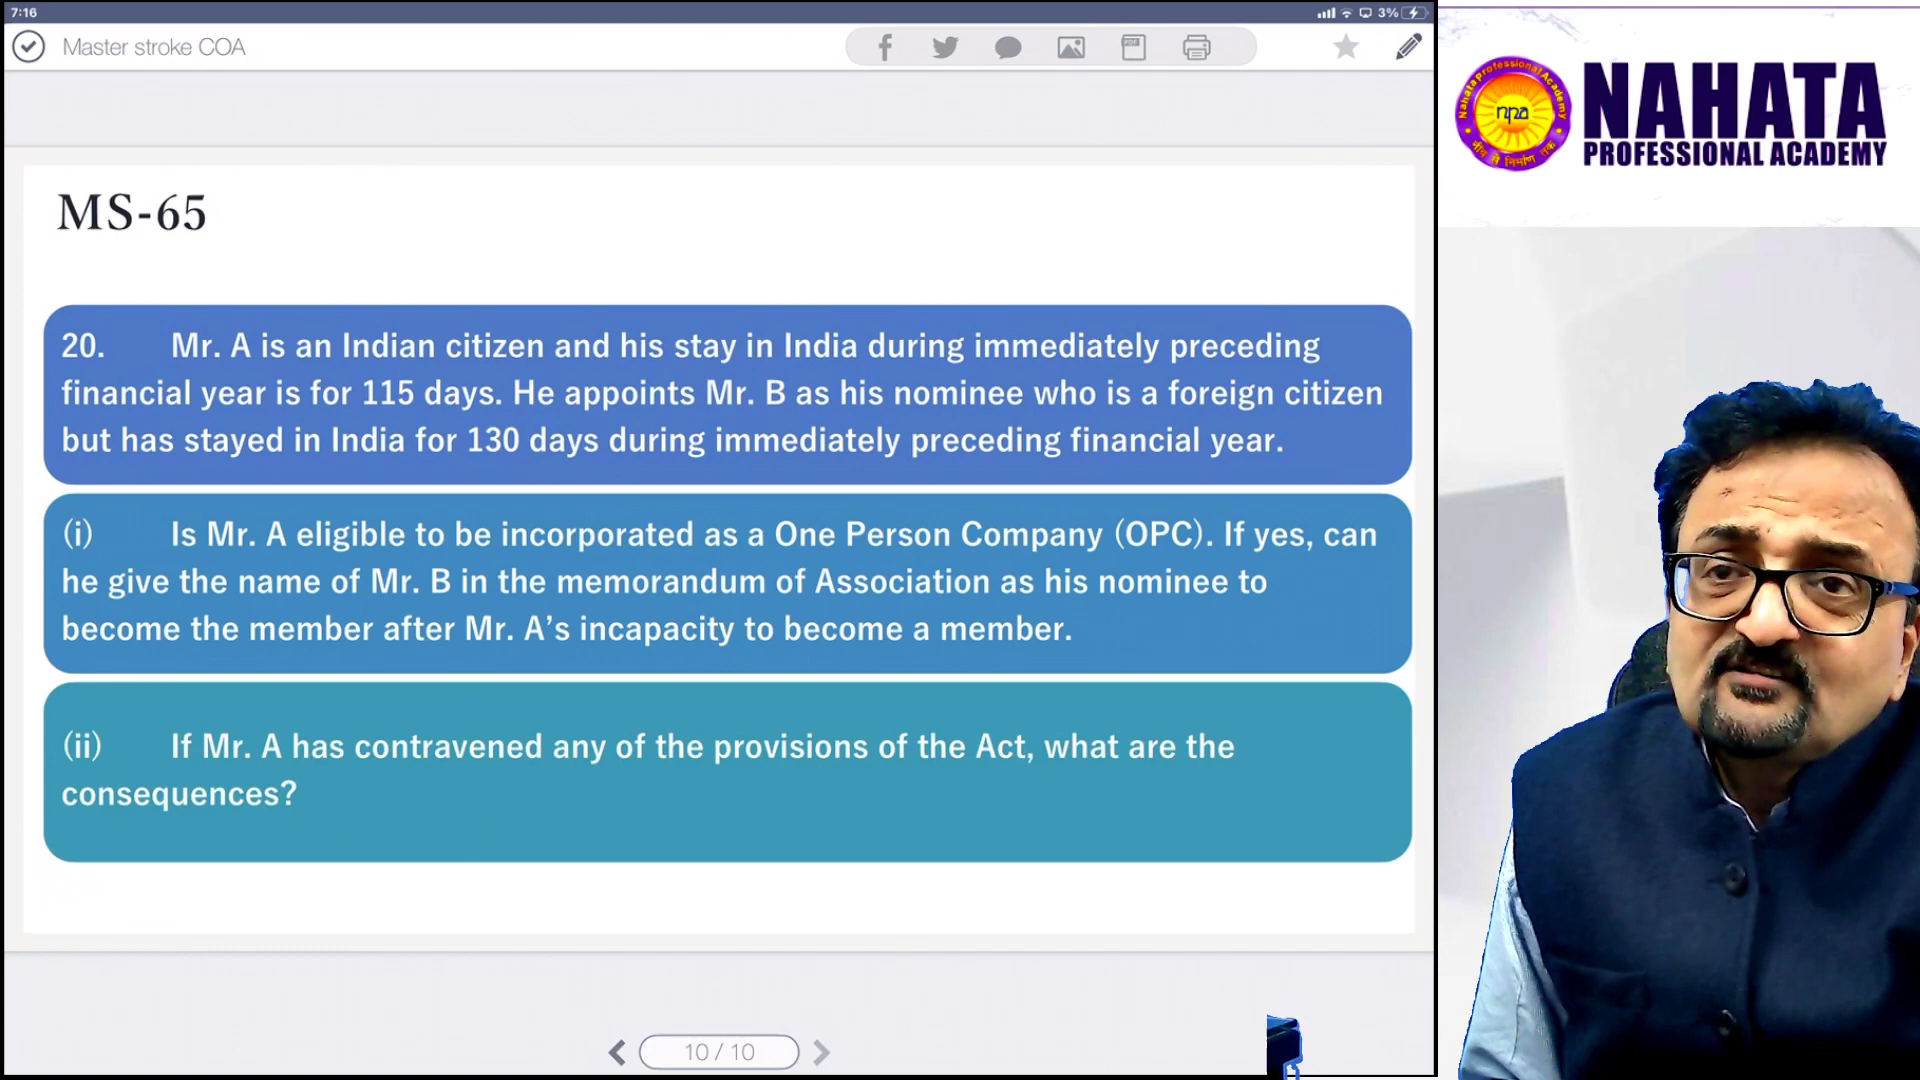 7:16
3%
Master stroke COA
PDF
MS-65
20. Mr. A is an Indian citizen and his stay in India during immediately preceding
financial year is for 115 days. He appoints Mr. B as his nominee who is a foreign citizen
but has stayed in India for 130 days during immediately preceding financial year.
(i) Is Mr. A eligible to be incorporated as a One Person Company (OPC). If yes, can
he give the name of Mr. B in the memorandum of Association as his nominee to
become the member after Mr. A’s incapacity to become a member.
(ii) If Mr. A has contravened any of the provisions of the Act, what are the
consequences?
10 / 10
Nahata Professional Academy
npa
नींव से निर्माण तक
NAHATA
PROFESSIONAL ACADEMY